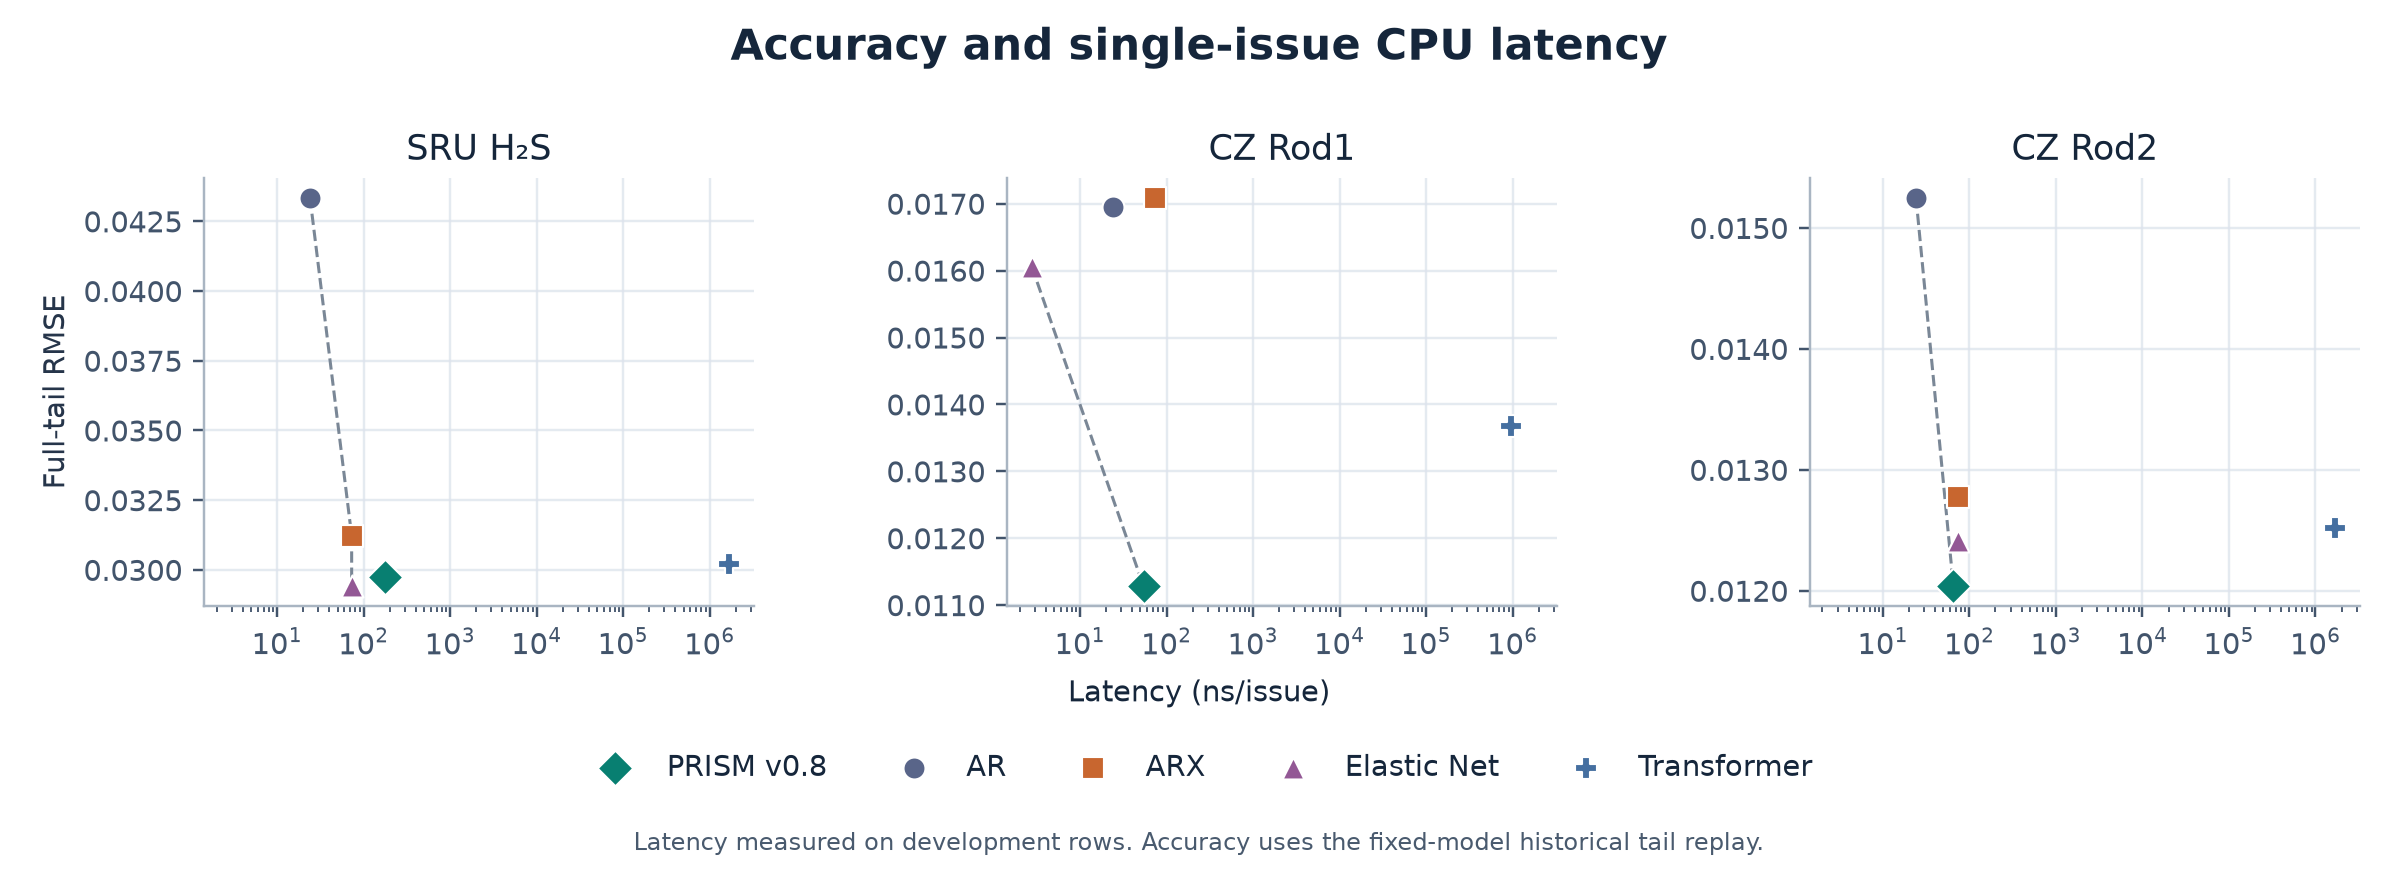 Accuracy and single-issue CPU latency
SRU H₂S
CZ Rod1
CZ Rod2
Full-tail RMSE
0.0425
0.0400
0.0375
0.0350
0.0325
0.0300
10¹ 10² 10³ 10⁴ 10⁵ 10⁶
0.0170
0.0160
0.0150
0.0140
0.0130
0.0120
0.0110
10¹ 10² 10³ 10⁴ 10⁵ 10⁶
0.0150
0.0140
0.0130
0.0120
10¹ 10² 10³ 10⁴ 10⁵ 10⁶
Latency (ns/issue)
PRISM v0.8 AR ARX Elastic Net Transformer
Latency measured on development rows. Accuracy uses the fixed-model historical tail replay.